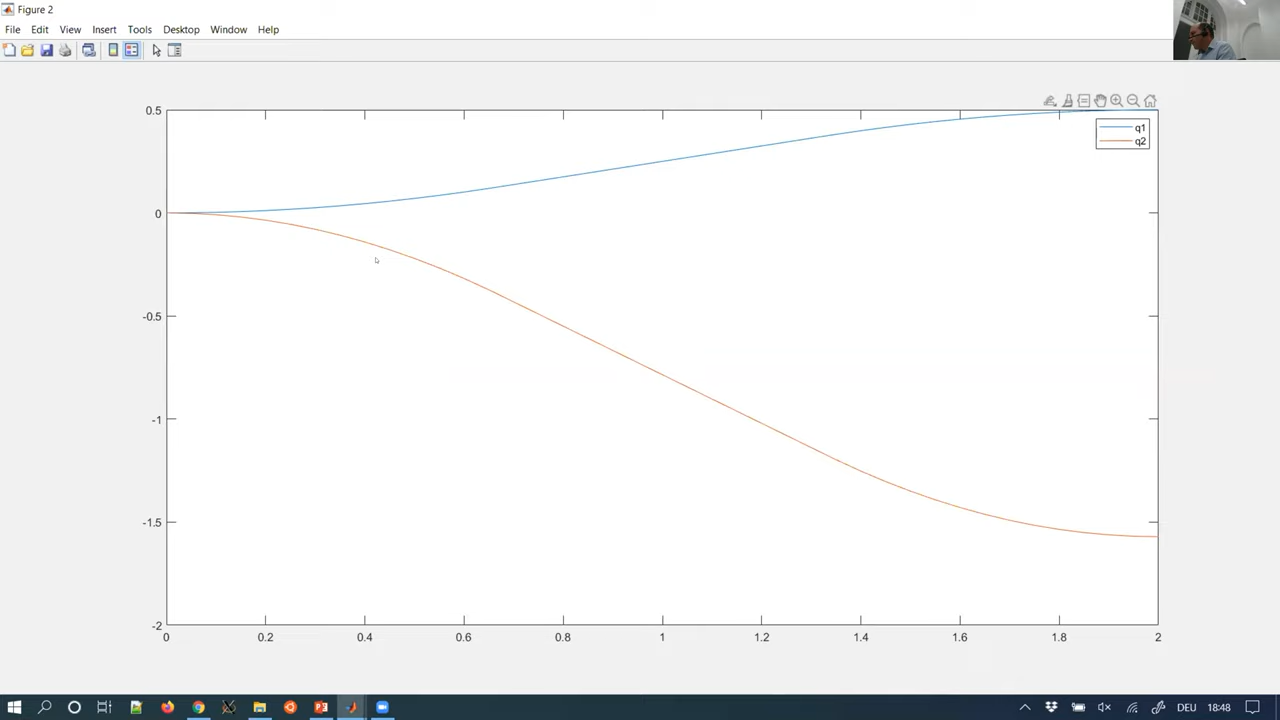 Figure 2
File Edit View Insert Tools Desktop Window Help
0.5
0
-0.5
-1
-1.5
-2
q1
q2
0 0.2 0.4 0.6 0.8 1 1.2 1.4 1.6 1.8 2
DEU 18:48